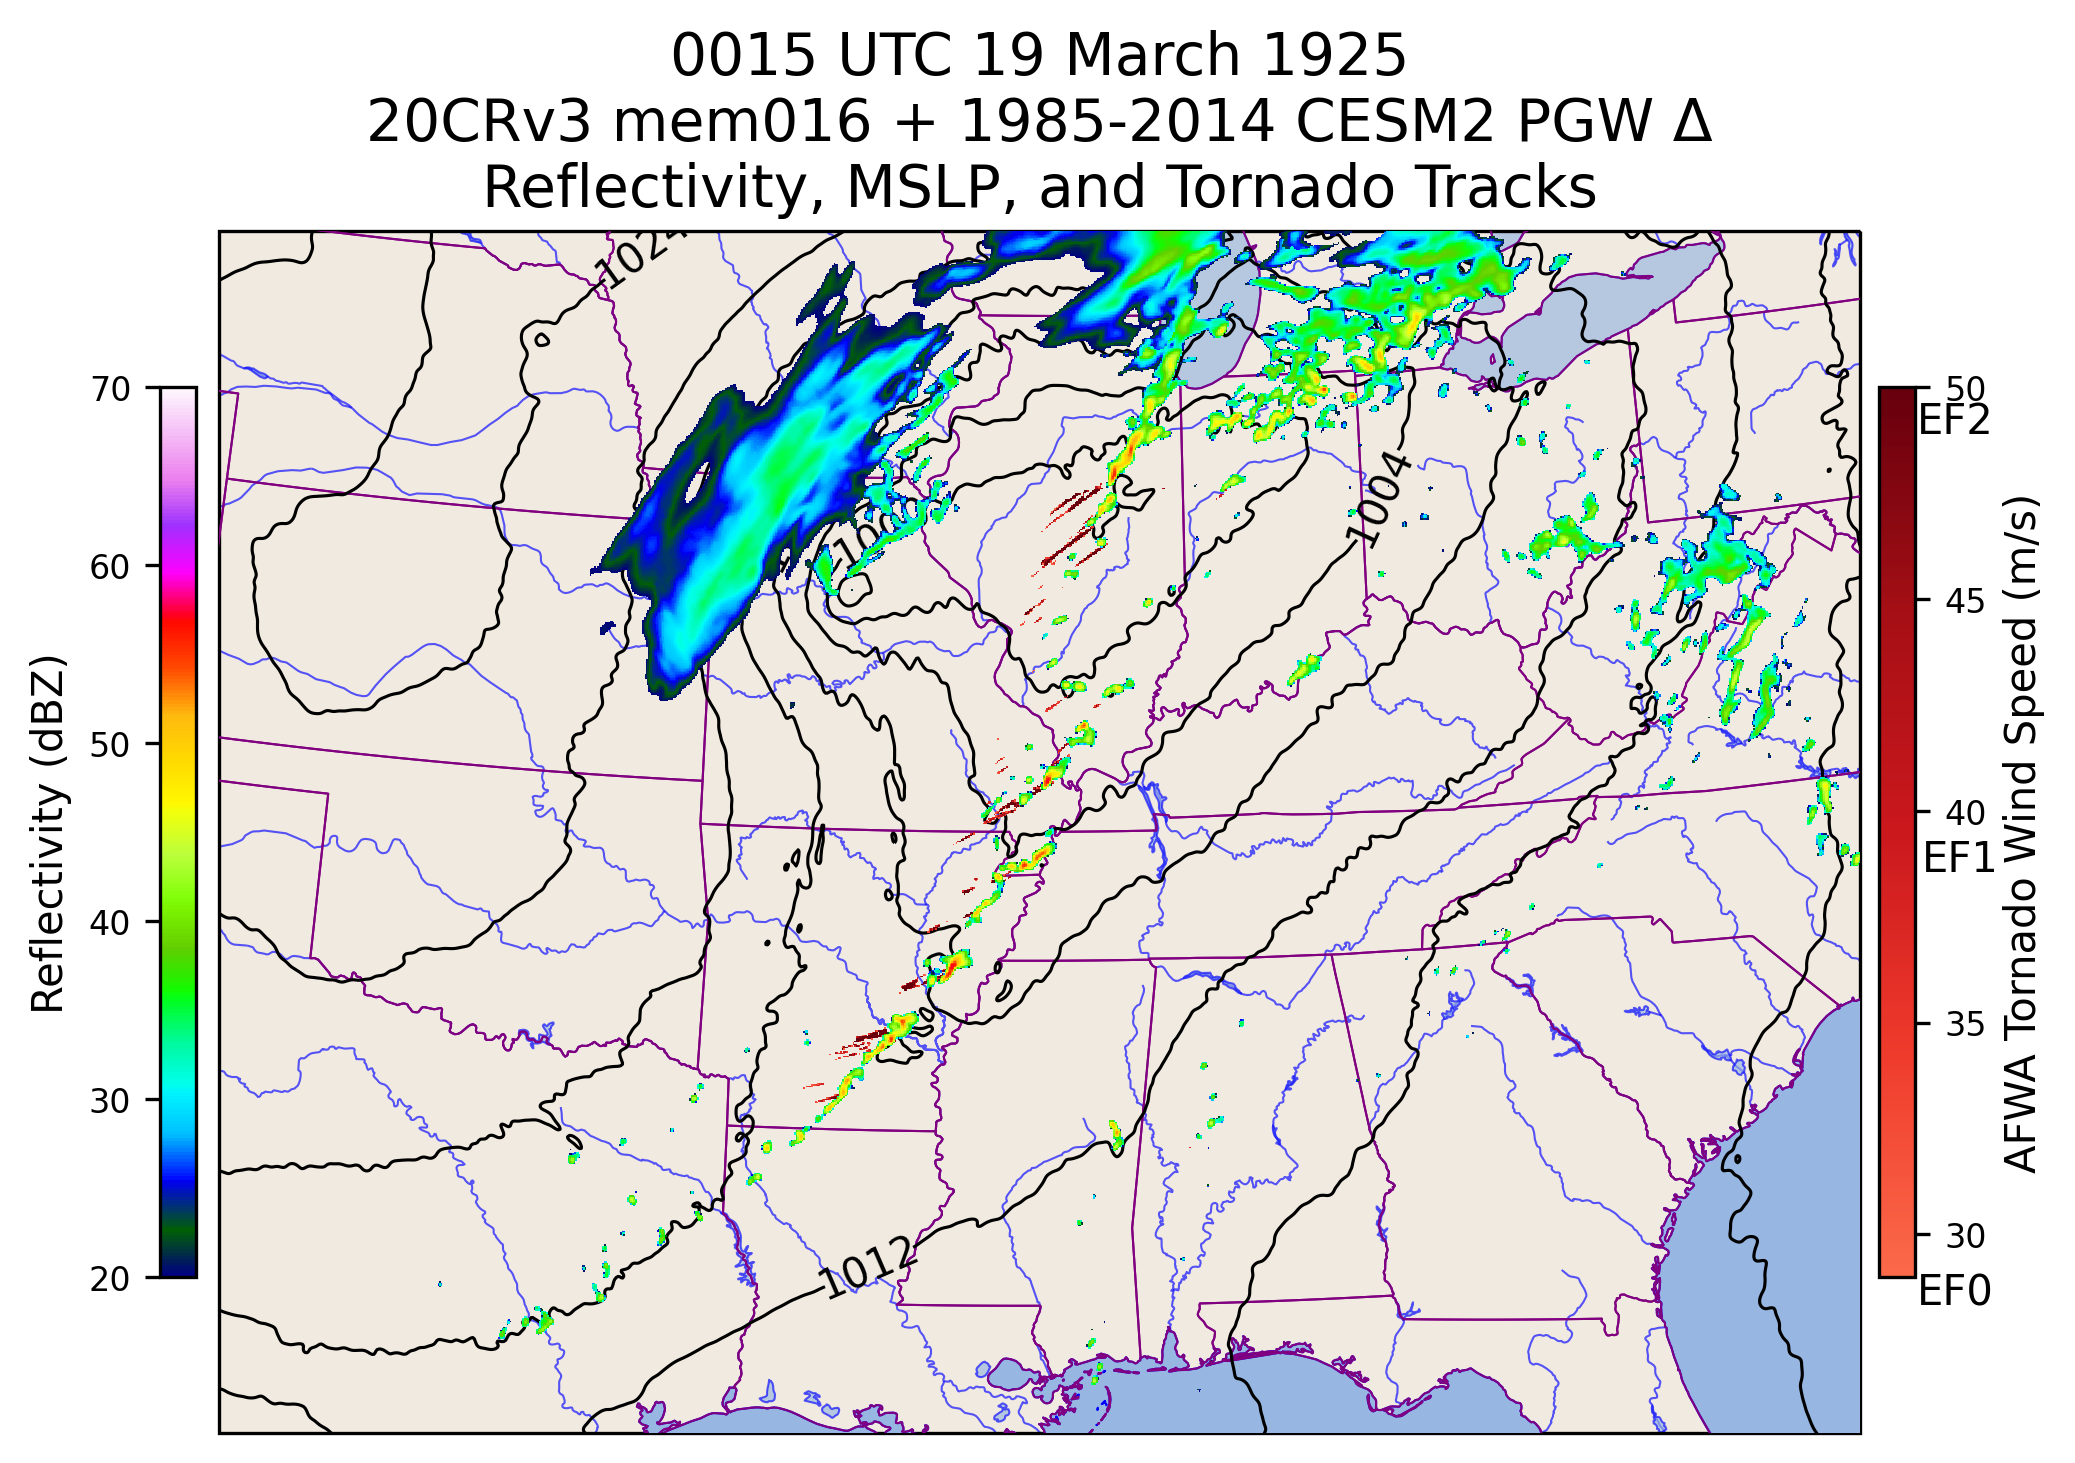 0015 UTC 19 March 1925
20CRv3 mem016 + 1985-2014 CESM2 PGW Δ
Reflectivity, MSLP, and Tornado Tracks
1024
1004
1012
Reflectivity (dBZ)
70
60
50
40
30
20
50
EF2
45
40
EF1
35
30
EF0
AFWA Tornado Wind Speed (m/s)